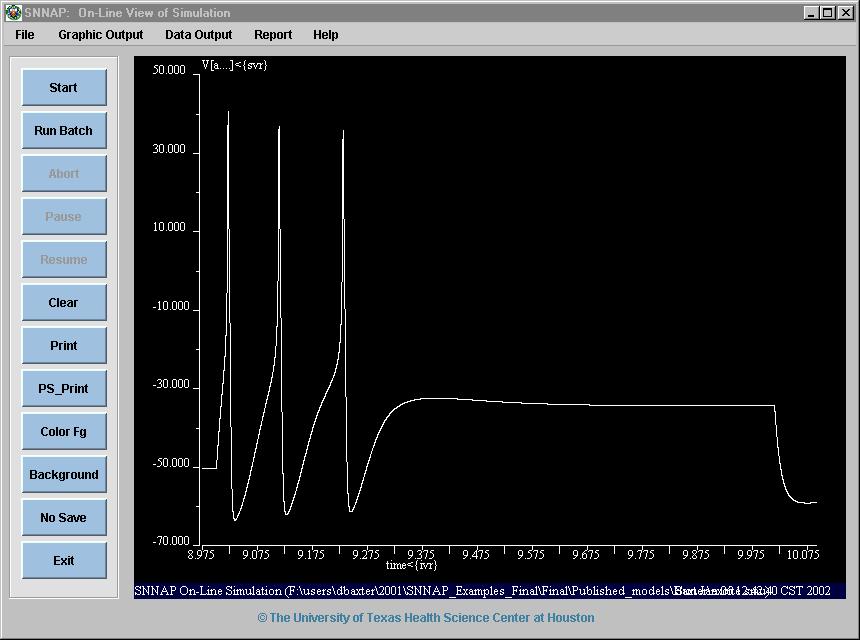 SNNAP: On-Line View of Simulation
File Graphic Output Data Output Report Help
Start
Run Batch
Abort
Pause
Resume
Clear
Print
PS_Print
Color Fg
Background
No Save
Exit
V[a....]<{svr}
50.000
30.000
10.000
-10.000
-30.000
-50.000
-70.000
8.975 9.075 9.175 9.275 9.375 9.475 9.575 9.675 9.775 9.875 9.975 10.075
time<{ivr}
SNNAP On-Line Simulation (F:\users\dbaxter\2001\SNNAP_Examples_Final\Final\Published_models\ CST 2002
© The University of Texas Health Science Center at Houston